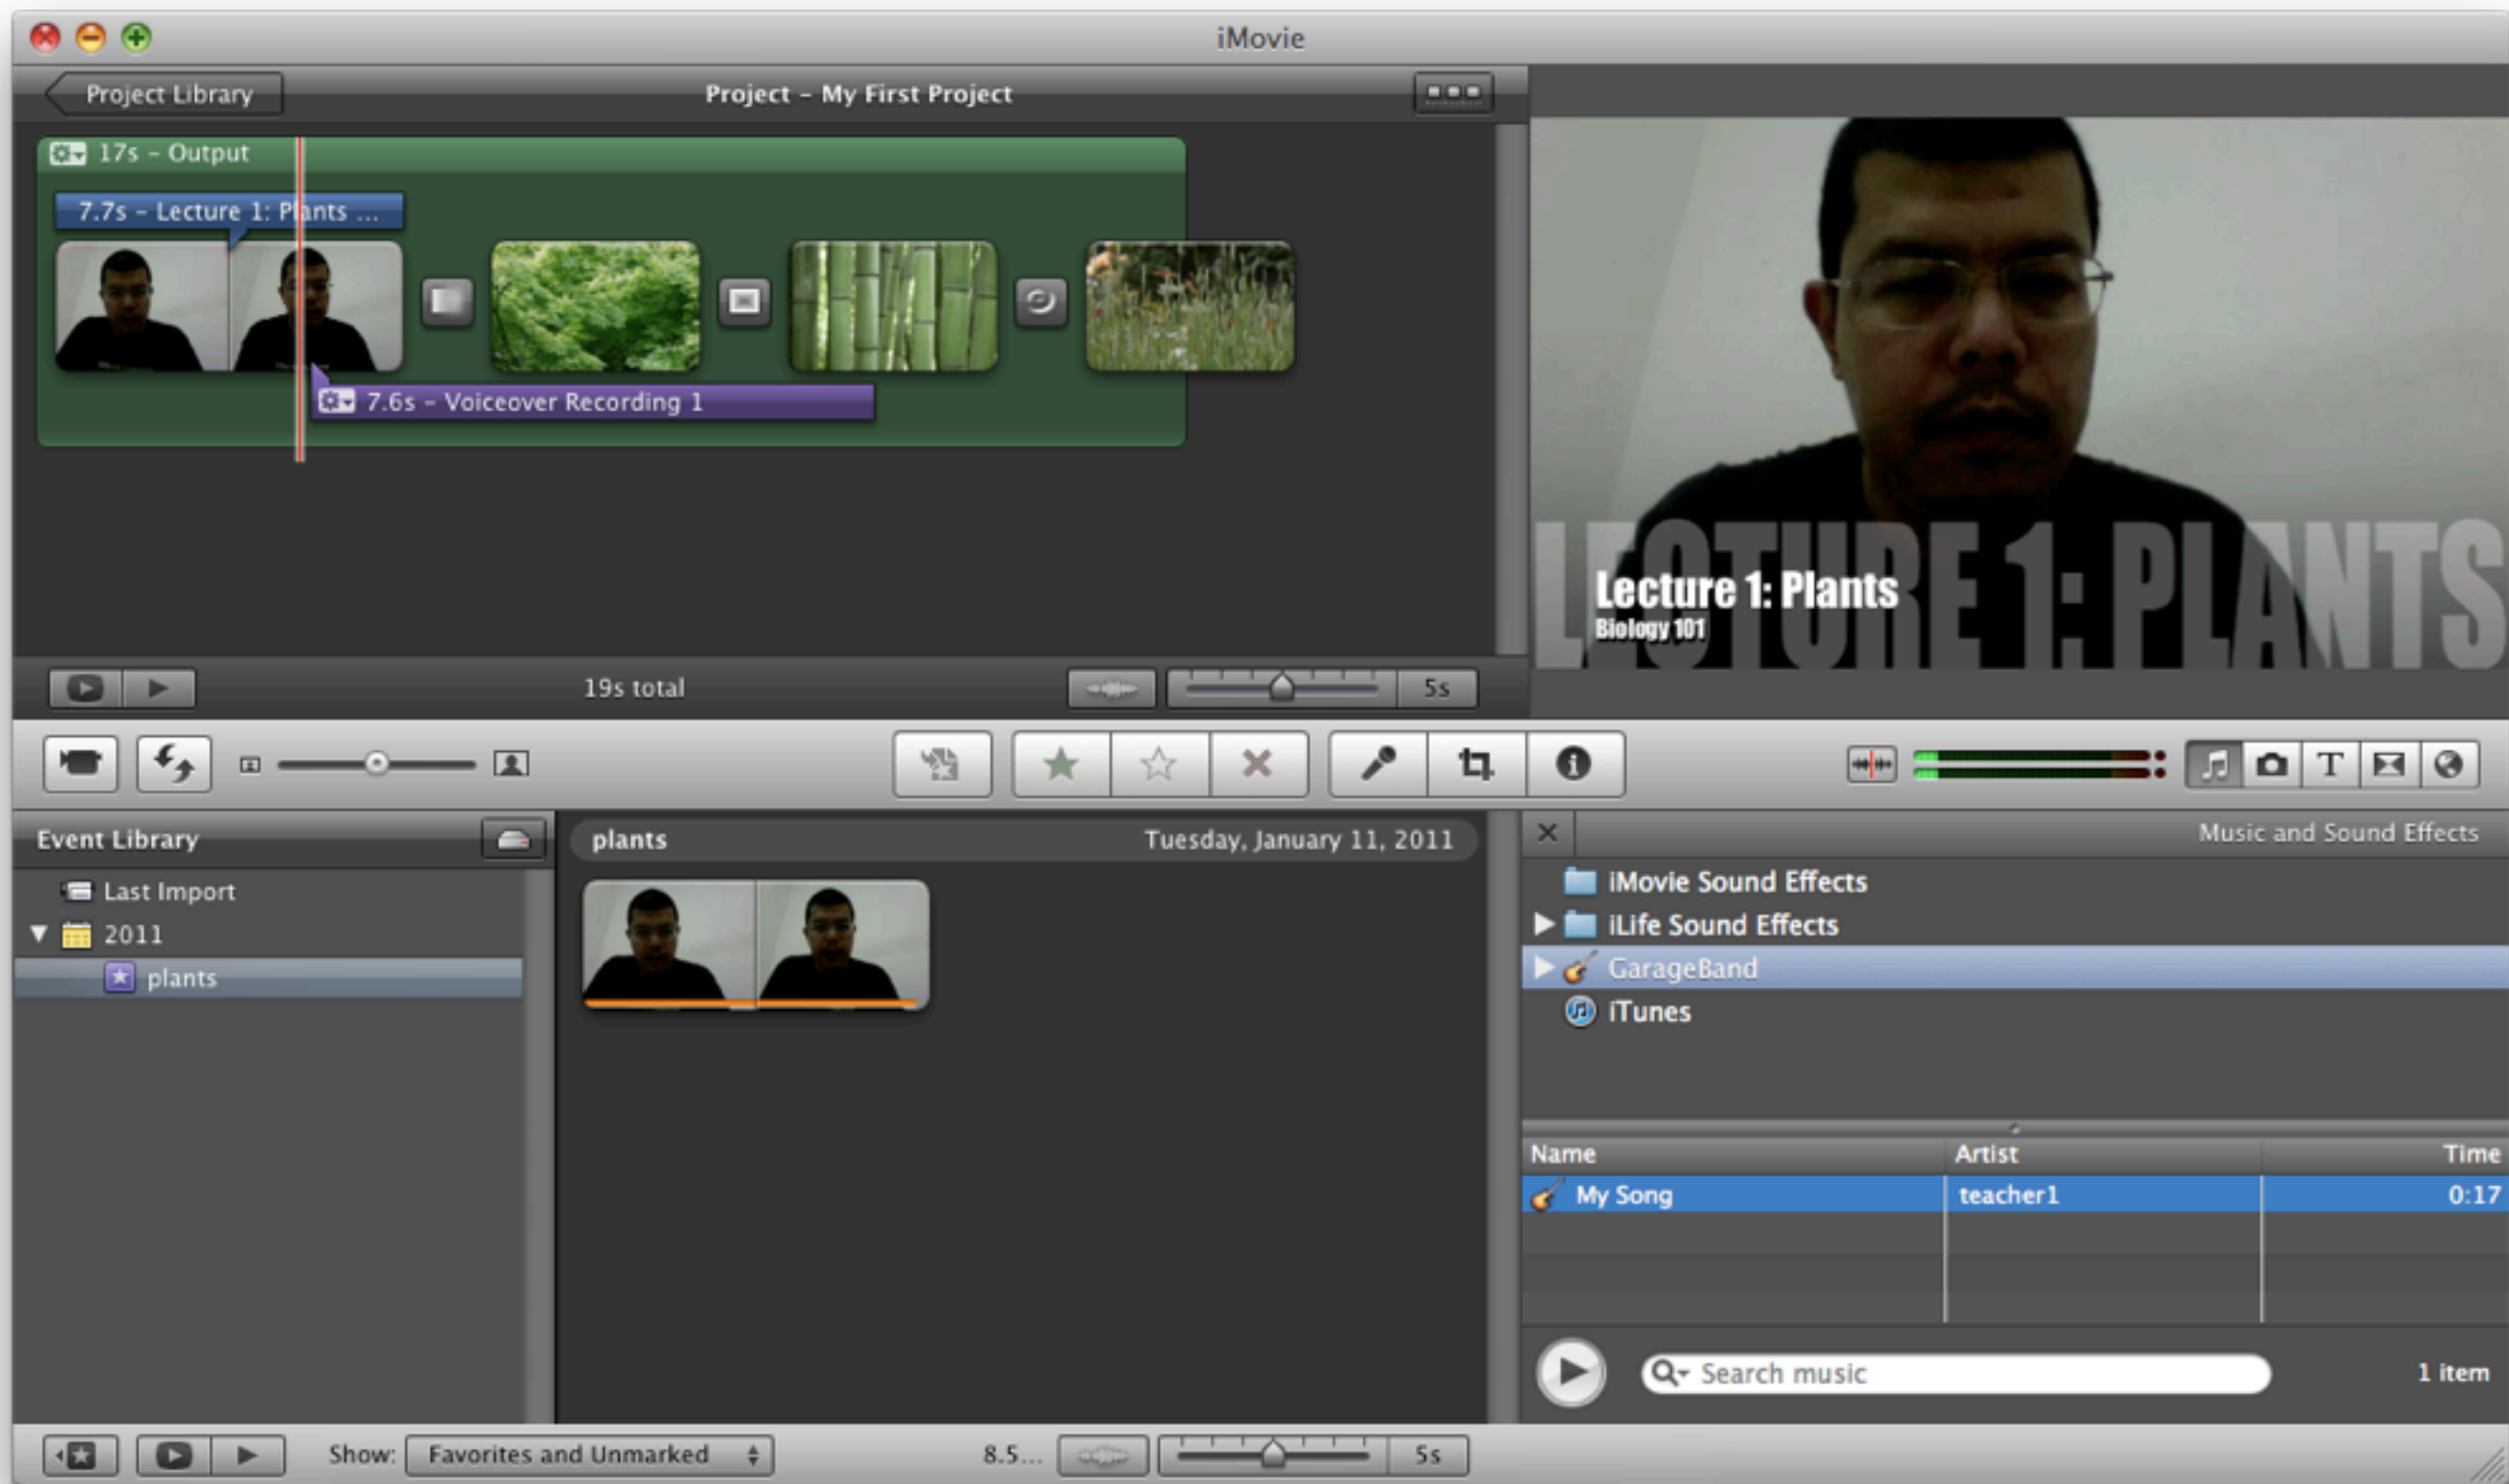 iMovie
Project Library
Project – My First Project
17s – Output
7.7s – Lecture 1: Plants ...
7.6s – Voiceover Recording 1
LECTURE 1: PLANTS
Lecture 1: Plants
Biology 101
19s total
5s
T
Event Library
Last Import
2011
plants
plants
Tuesday, January 11, 2011
Music and Sound Effects
iMovie Sound Effects
iLife Sound Effects
GarageBand
iTunes
Name Artist Time
My Song teacher1 0:17
Search music
1 item
Show: Favorites and Unmarked
8.5...
5s